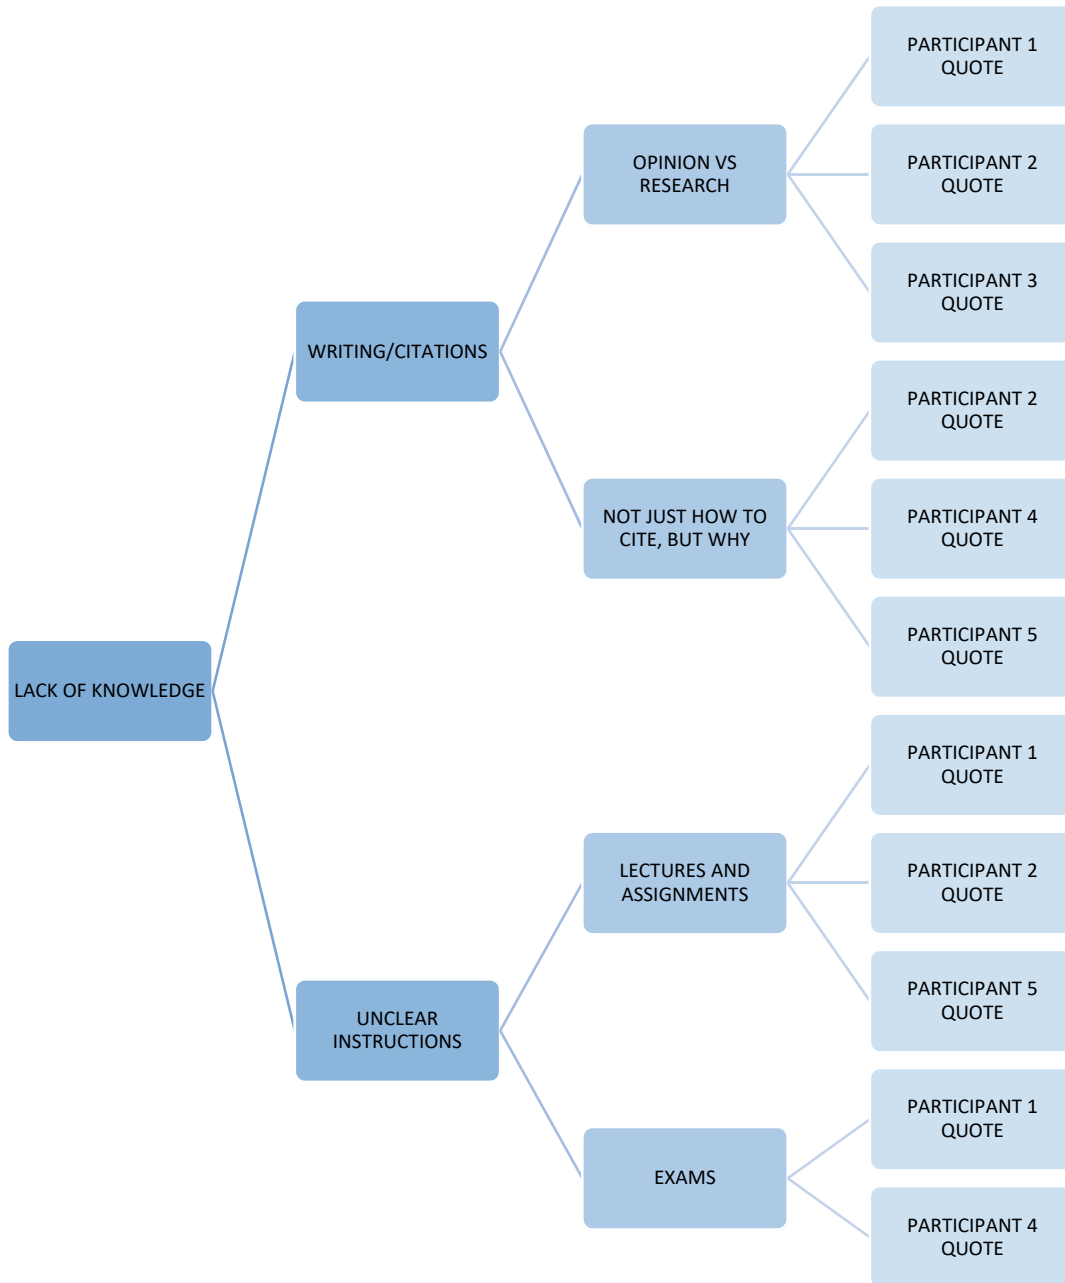 LACK OF KNOWLEDGE
WRITING/CITATIONS
OPINION VS
RESEARCH
PARTICIPANT 1
QUOTE
PARTICIPANT 2
QUOTE
PARTICIPANT 3
QUOTE
NOT JUST HOW TO
CITE, BUT WHY
PARTICIPANT 2
QUOTE
PARTICIPANT 4
QUOTE
PARTICIPANT 5
QUOTE
UNCLEAR
INSTRUCTIONS
LECTURES AND
ASSIGNMENTS
PARTICIPANT 1
QUOTE
PARTICIPANT 2
QUOTE
PARTICIPANT 5
QUOTE
EXAMS
PARTICIPANT 1
QUOTE
PARTICIPANT 4
QUOTE